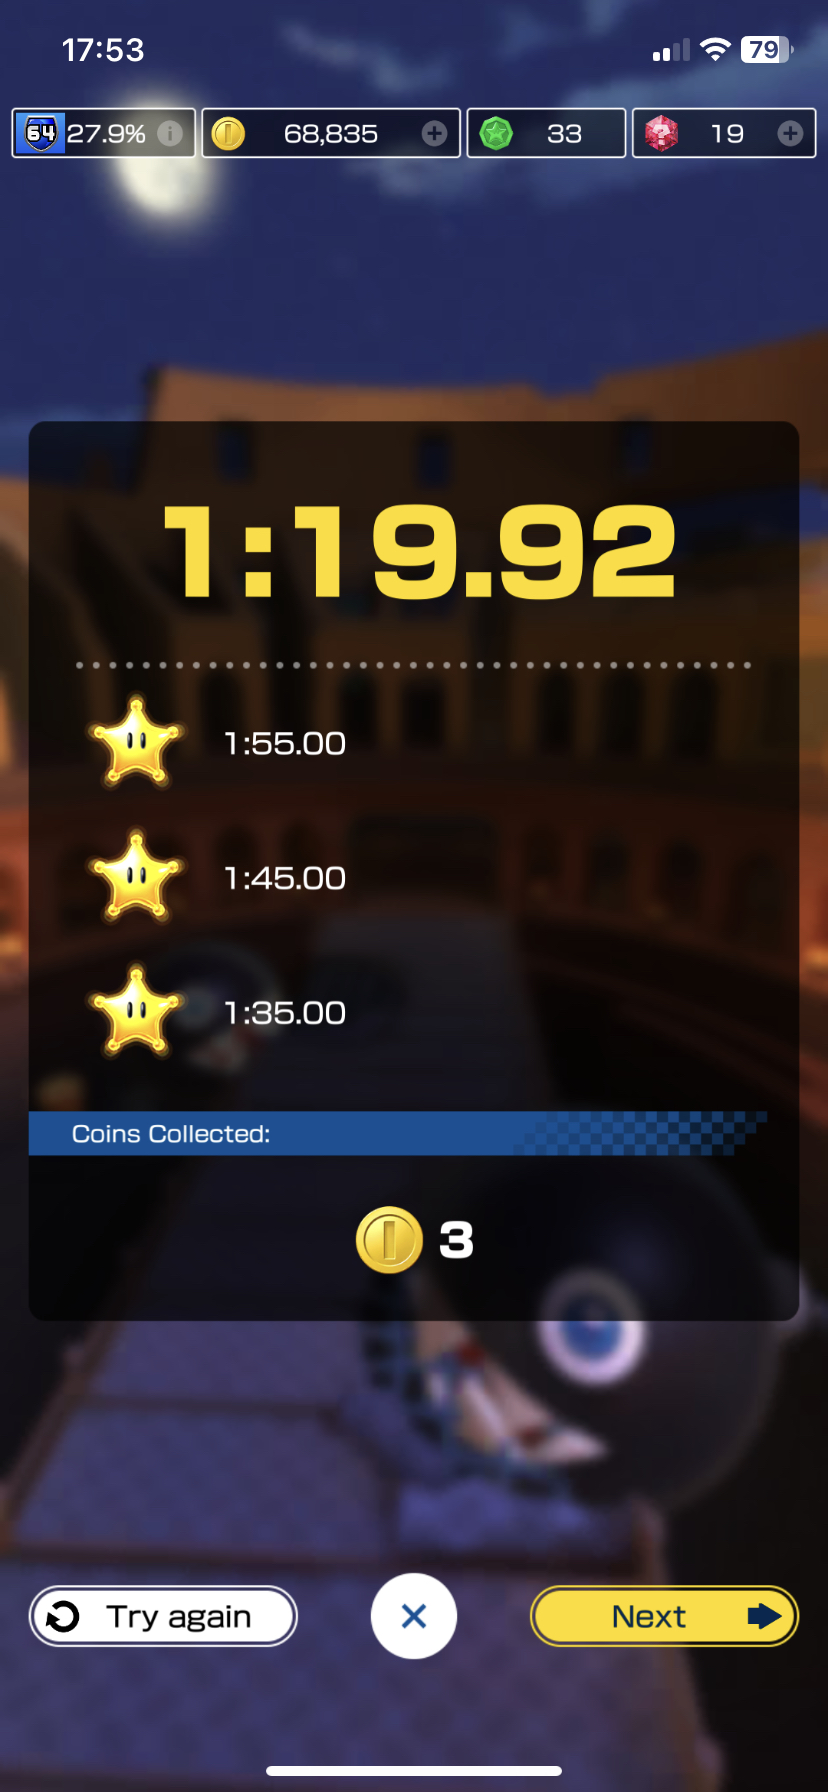 17:53
79
64 27.9% i 68,835 + 33 19 +
1:19.92
1:55.00
1:45.00
1:35.00
Coins Collected:
3
Try again
Next